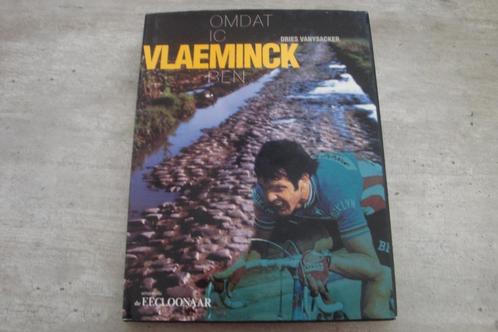 OMDAT
IC
DRIES VANYSACKER
VLAEMINCK
BEN
de EECLOONAAR